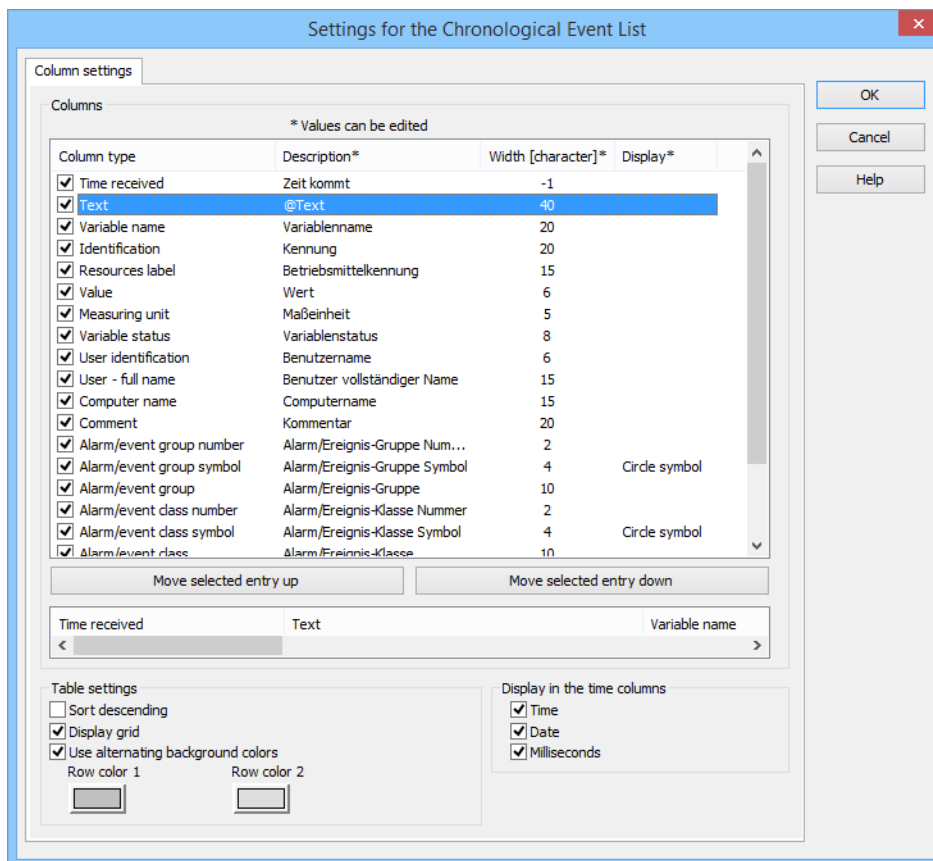 Settings for the Chronological Event List
Column settings
OK
Cancel
Help
Columns
* Values can be edited
Column type Description* Width [character]* Display*
Time received Zeit kommt -1
Text @Text 40
Variable name Variablenname 20
Identification Kennung 20
Resources label Betriebsmittelkennung 15
Value Wert 6
Measuring unit Maßeinheit 5
Variable status Variablenstatus 8
User identification Benutzername 6
User - full name Benutzer vollständiger Name 15
Computer name Computername 15
Comment Kommentar 20
Alarm/event group number Alarm/Ereignis-Gruppe Num... 2
Alarm/event group symbol Alarm/Ereignis-Gruppe Symbol 4 Circle symbol
Alarm/event group Alarm/Ereignis-Gruppe 10
Alarm/event class number Alarm/Ereignis-Klasse Nummer 2
Alarm/event class symbol Alarm/Ereignis-Klasse Symbol 4 Circle symbol
Alarm/event class Alarm/Ereignis-Klasse 10
Move selected entry up Move selected entry down
Time received Text Variable name
Table settings
Sort descending
Display grid
Use alternating background colors
Row color 1 Row color 2
Display in the time columns
Time
Date
Milliseconds